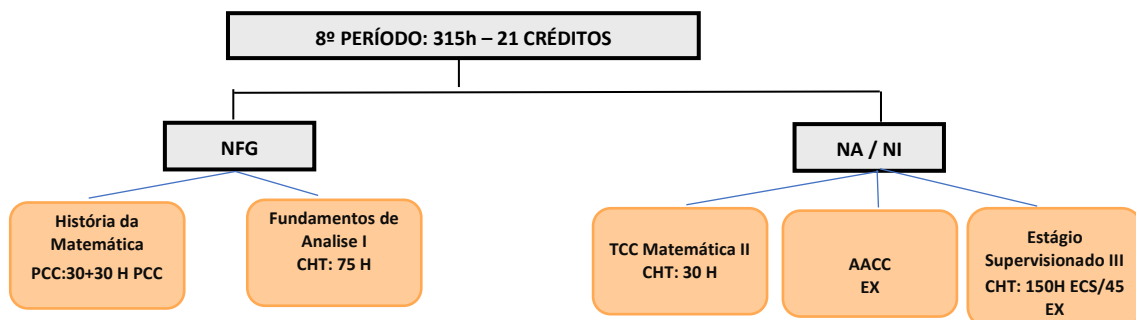 8º PERÍODO: 315h – 21 CRÉDITOS
NFG
NA / NI
História da
Matemática
PCC:30+30 H PCC
Fundamentos de
Analise I
CHT: 75 H
TCC Matemática II
CHT: 30 H
AACC
EX
Estágio
Supervisionado III
CHT: 150H ECS/45
EX